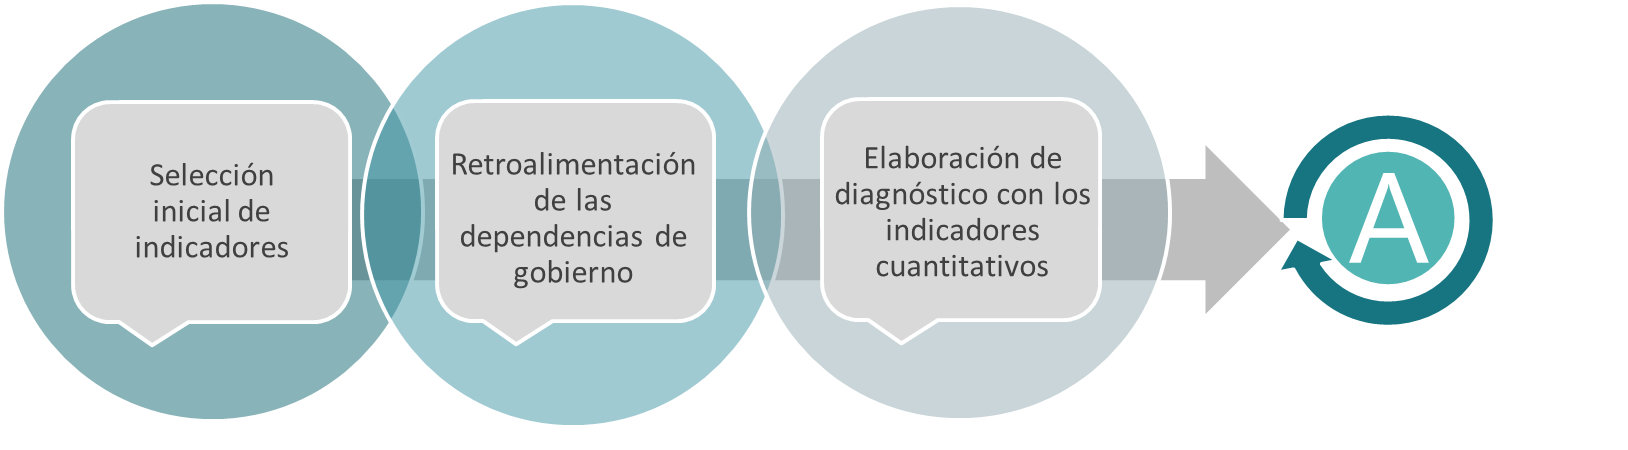 Selección
inicial de
indicadores
Retroalimentación
de las
dependencias de
gobierno
Elaboración de
diagnóstico con los
indicadores
cuantitativos
A